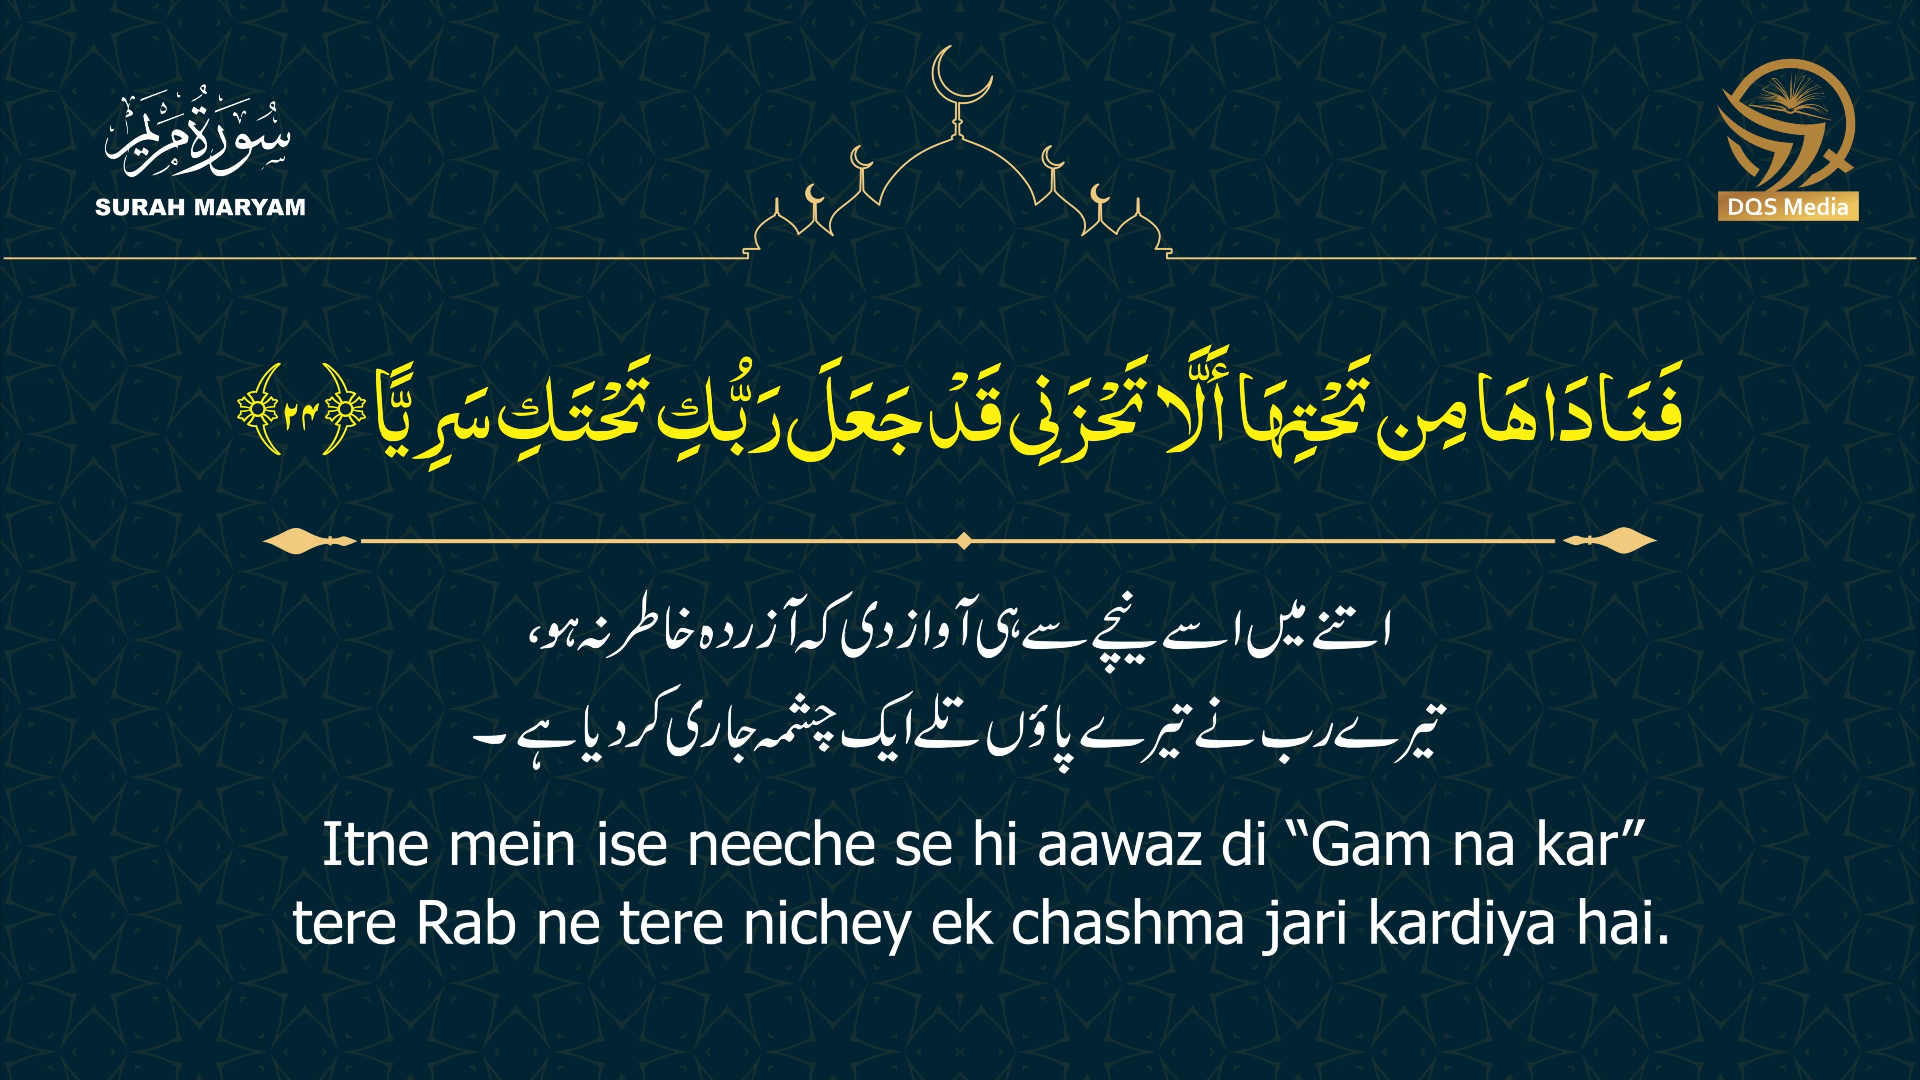 سُورَة مَريَم
SURAH MARYAM
DQS Media
فَنَادَاهَا مِن تَحْتِهَا أَلَّا تَحْزَنِي قَدْ جَعَلَ رَبُّكِ تَحْتَكِ سَرِيًّا ﴿۲۴﴾
اتنے میں اسے نیچے سے ہی آواز دی کہ آزردہ خاطر نہ ہو،
تیرے رب نے تیرے پاؤں تلے ایک چشمہ جاری کر دیا ہے ۔
Itne mein ise neeche se hi aawaz di “Gam na kar”
tere Rab ne tere nichey ek chashma jari kardiya hai.